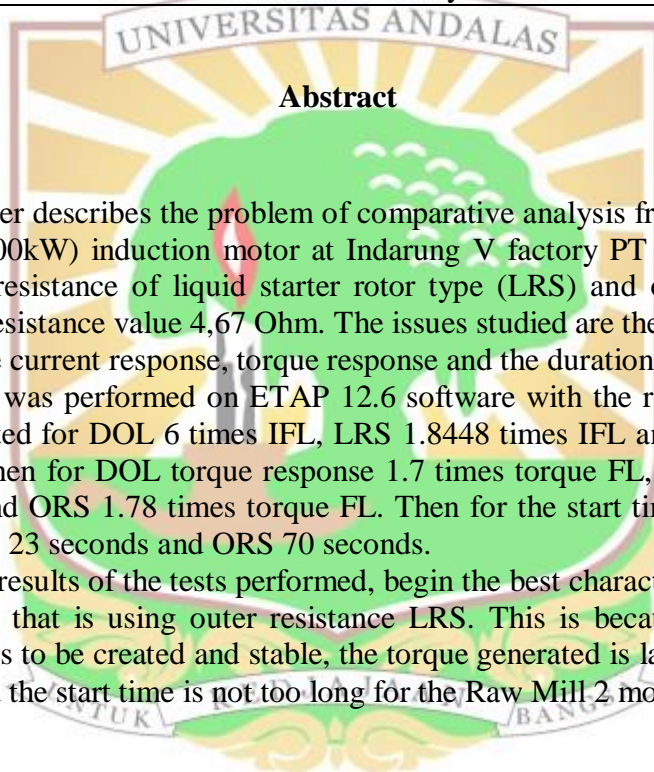 UNIVERSITAS ANDALAS
Abstract
er describes the problem of comparative analysis fr
00kW) induction motor at Indarung V factory PT
resistance of liquid starter rotor type (LRS) and
esistance value 4,67 Ohm. The issues studied are the
e current response, torque response and the duration
was performed on ETAP 12.6 software with the r
ted for DOL 6 times IFL, LRS 1.8448 times IFL an
hen for DOL torque response 1.7 times torque FL,
nd ORS 1.78 times torque FL. Then for the start tin
23 seconds and ORS 70 seconds.
results of the tests performed, begin the best charact
that is using outer resistance LRS. This is becau
s to be created and stable, the torque generated is la
the start time is not too long for the Raw Mill 2 mo
UNTUK KEDJAJAAN BANGSA